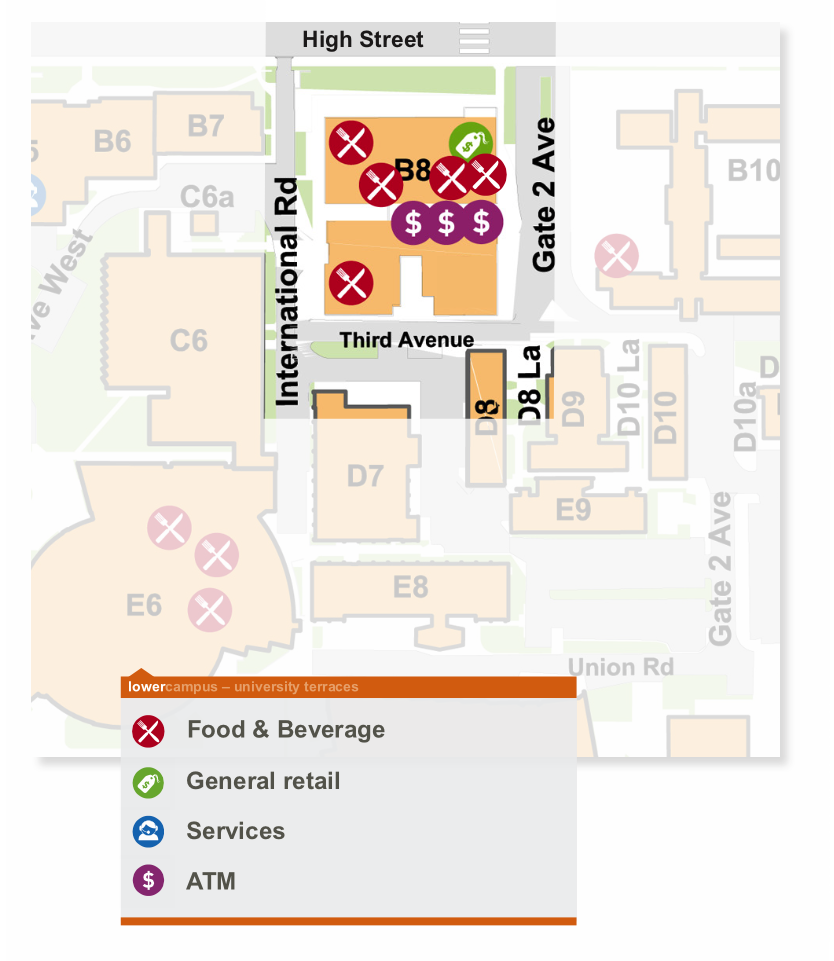 High Street
B6
B7
B8
B10
C6a
International Rd
Gate 2 Ave
C6
Third Avenue
D8
D8 La
D9
D10 La
D10
D10a
D7
E9
Gate 2 Ave
E6
E8
Union Rd
lowercampus – university terraces
Food & Beverage
General retail
Services
ATM
$
$
$
$